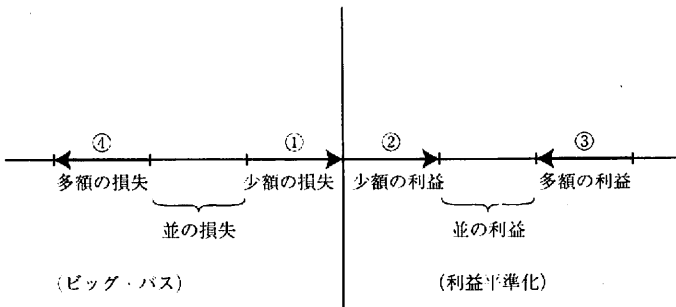 ④ ① ② ③
多額の損失 少額の損失 少額の利益 多額の利益
並の損失 並の利益
(ビッグ・バス) (利益平準化)